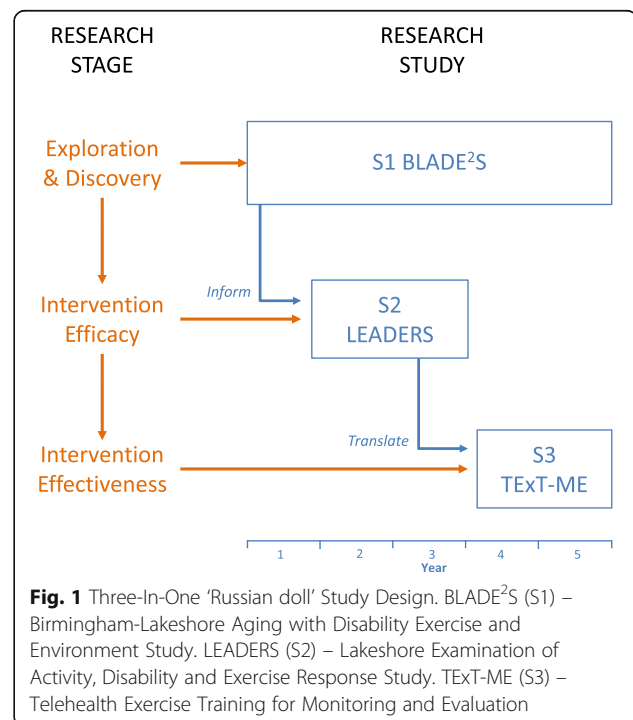 RESEARCH STAGE
RESEARCH STUDY
Exploration & Discovery
S1 BLADE²S
Inform
Intervention Efficacy
S2 LEADERS
Translate
Intervention Effectiveness
S3 TExT-ME
1 2 3 4 5
Year
Fig. 1 Three-In-One ‘Russian doll’ Study Design. BLADE²S (S1) –
Birmingham-Lakeshore Aging with Disability Exercise and
Environment Study. LEADERS (S2) – Lakeshore Examination of
Activity, Disability and Exercise Response Study. TExT-ME (S3) –
Telehealth Exercise Training for Monitoring and Evaluation